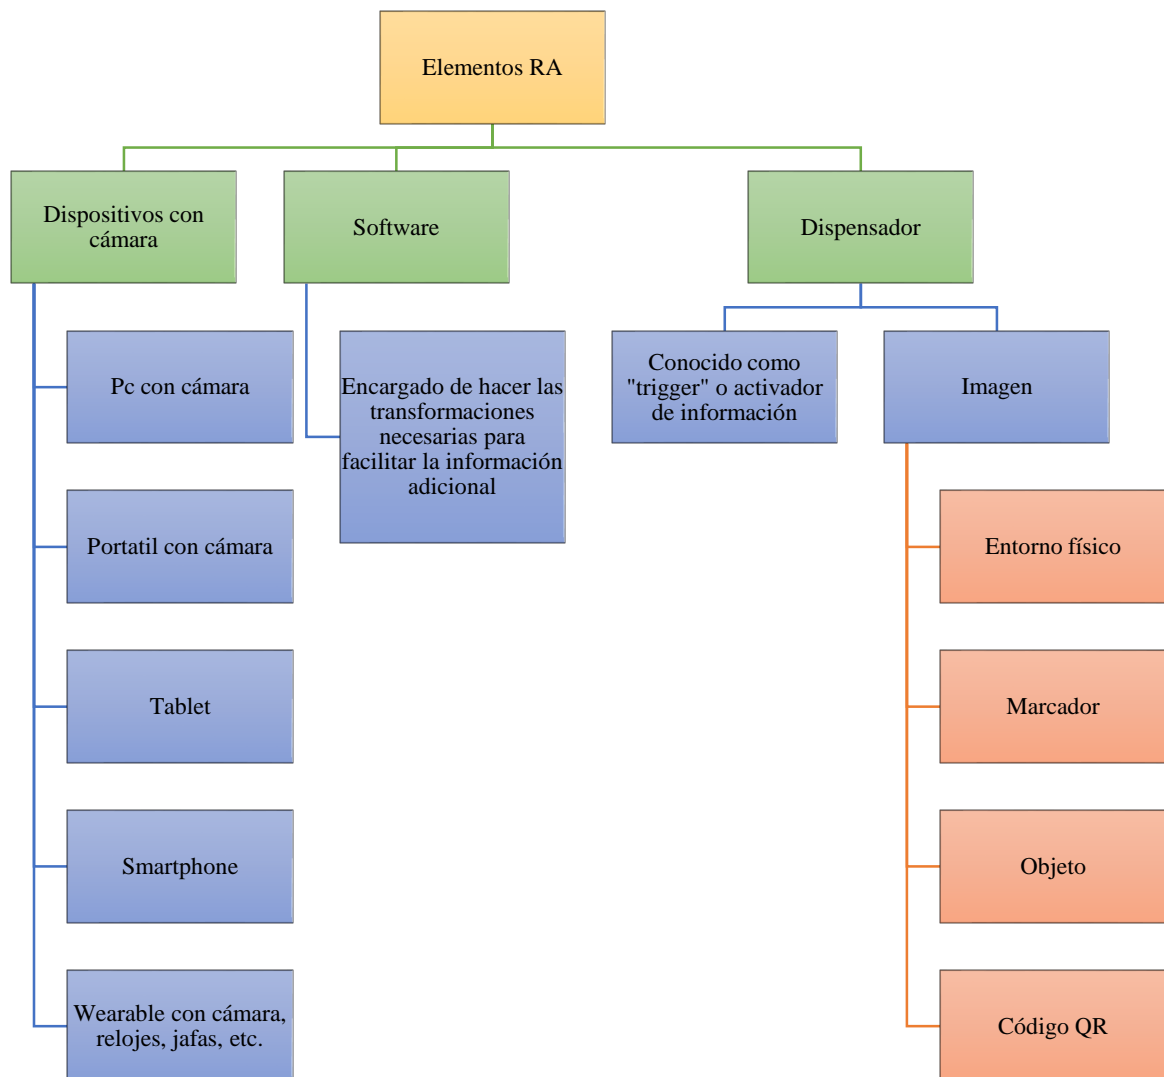 Elementos RA
Dispositivos con
cámara
Software
Dispensador
Pc con cámara
Portatil con cámara
Tablet
Smartphone
Wearable con cámara,
relojes, jafas, etc.
Encargado de hacer las
transformaciones
necesarias para
facilitar la información
adicional
Conocido como
"trigger" o activador
de información
Imagen
Entorno físico
Marcador
Objeto
Código QR